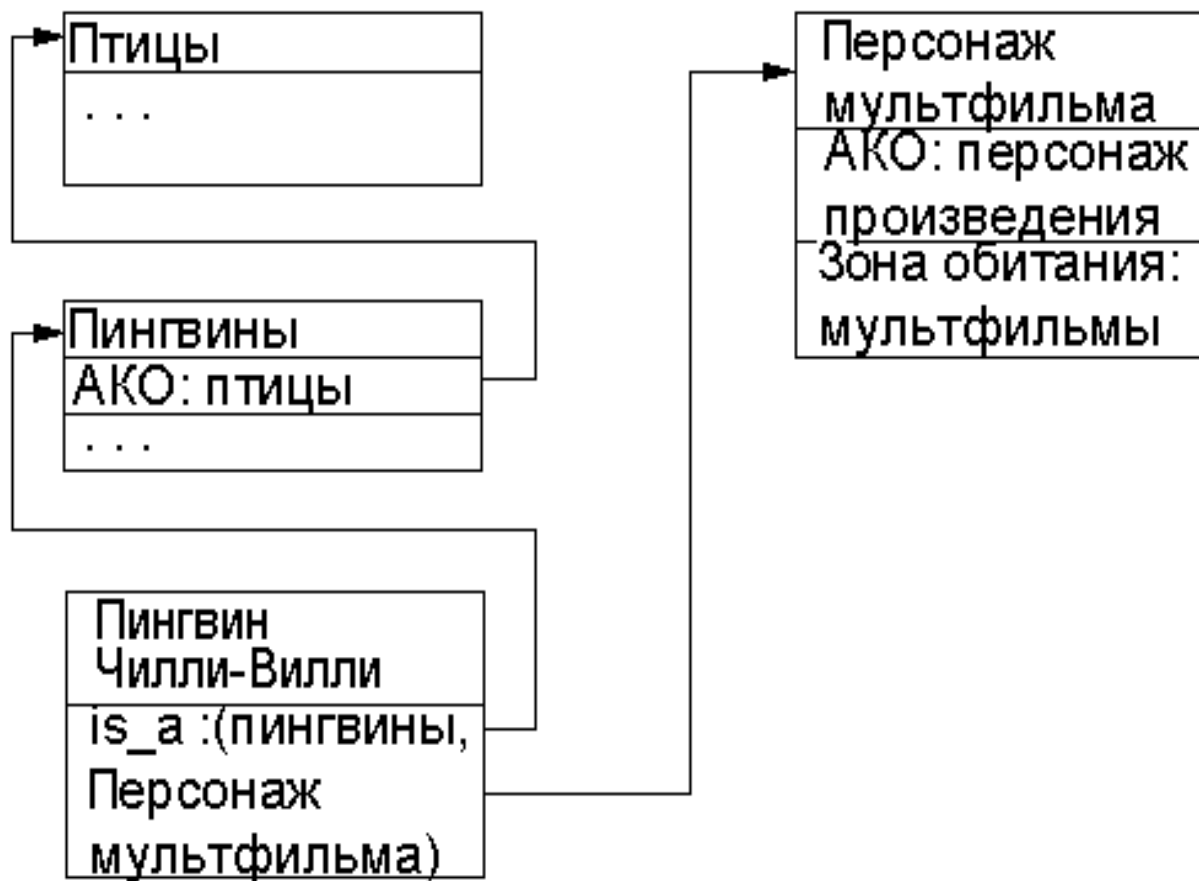 Птицы
. . .
Пингвины
АКО: птицы
. . .
Пингвин
Чилли-Вилли
is_a :(пингвины,
Персонаж
мультфильма)
Персонаж
мультфильма
АКО: персонаж
произведения
Зона обитания:
мультфильмы